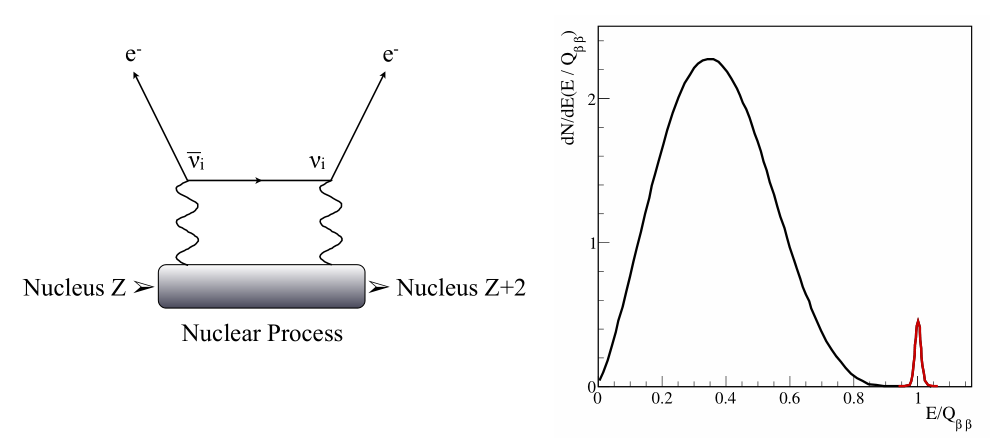 e⁻ e⁻
ν̅ᵢ νᵢ
Nucleus Z Nucleus Z+2
Nuclear Process
dN/dE(E / Qββ)
2
1
0
0 0.2 0.4 0.6 0.8 1
E/Qββ